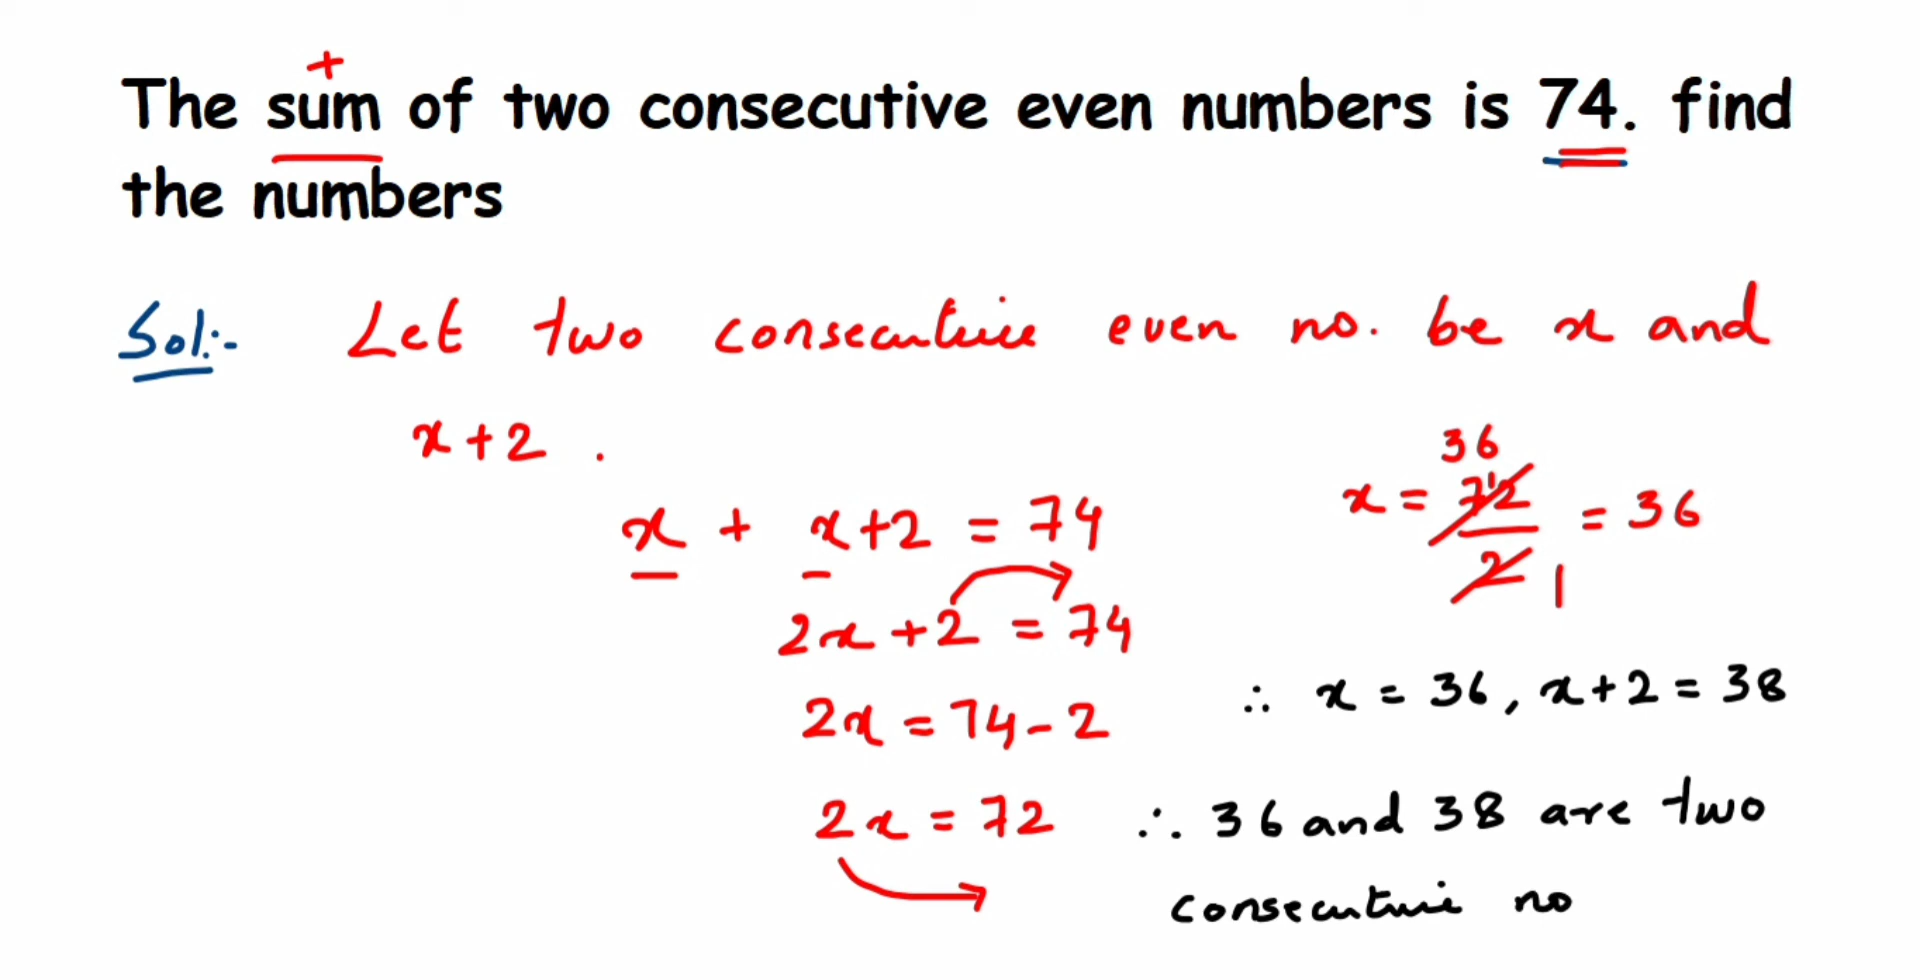 +
The sum of two consecutive even numbers is 74. find
the numbers
Sol:- Let two consecutive even no. be x and
x+2 .
x + x+2 = 74
2x +2 = 74
2x = 74-2
2x = 72
36
x = 72/2 = 36
1
∴ x = 36, x+2 = 38
∴ 36 and 38 are two
consecutive no